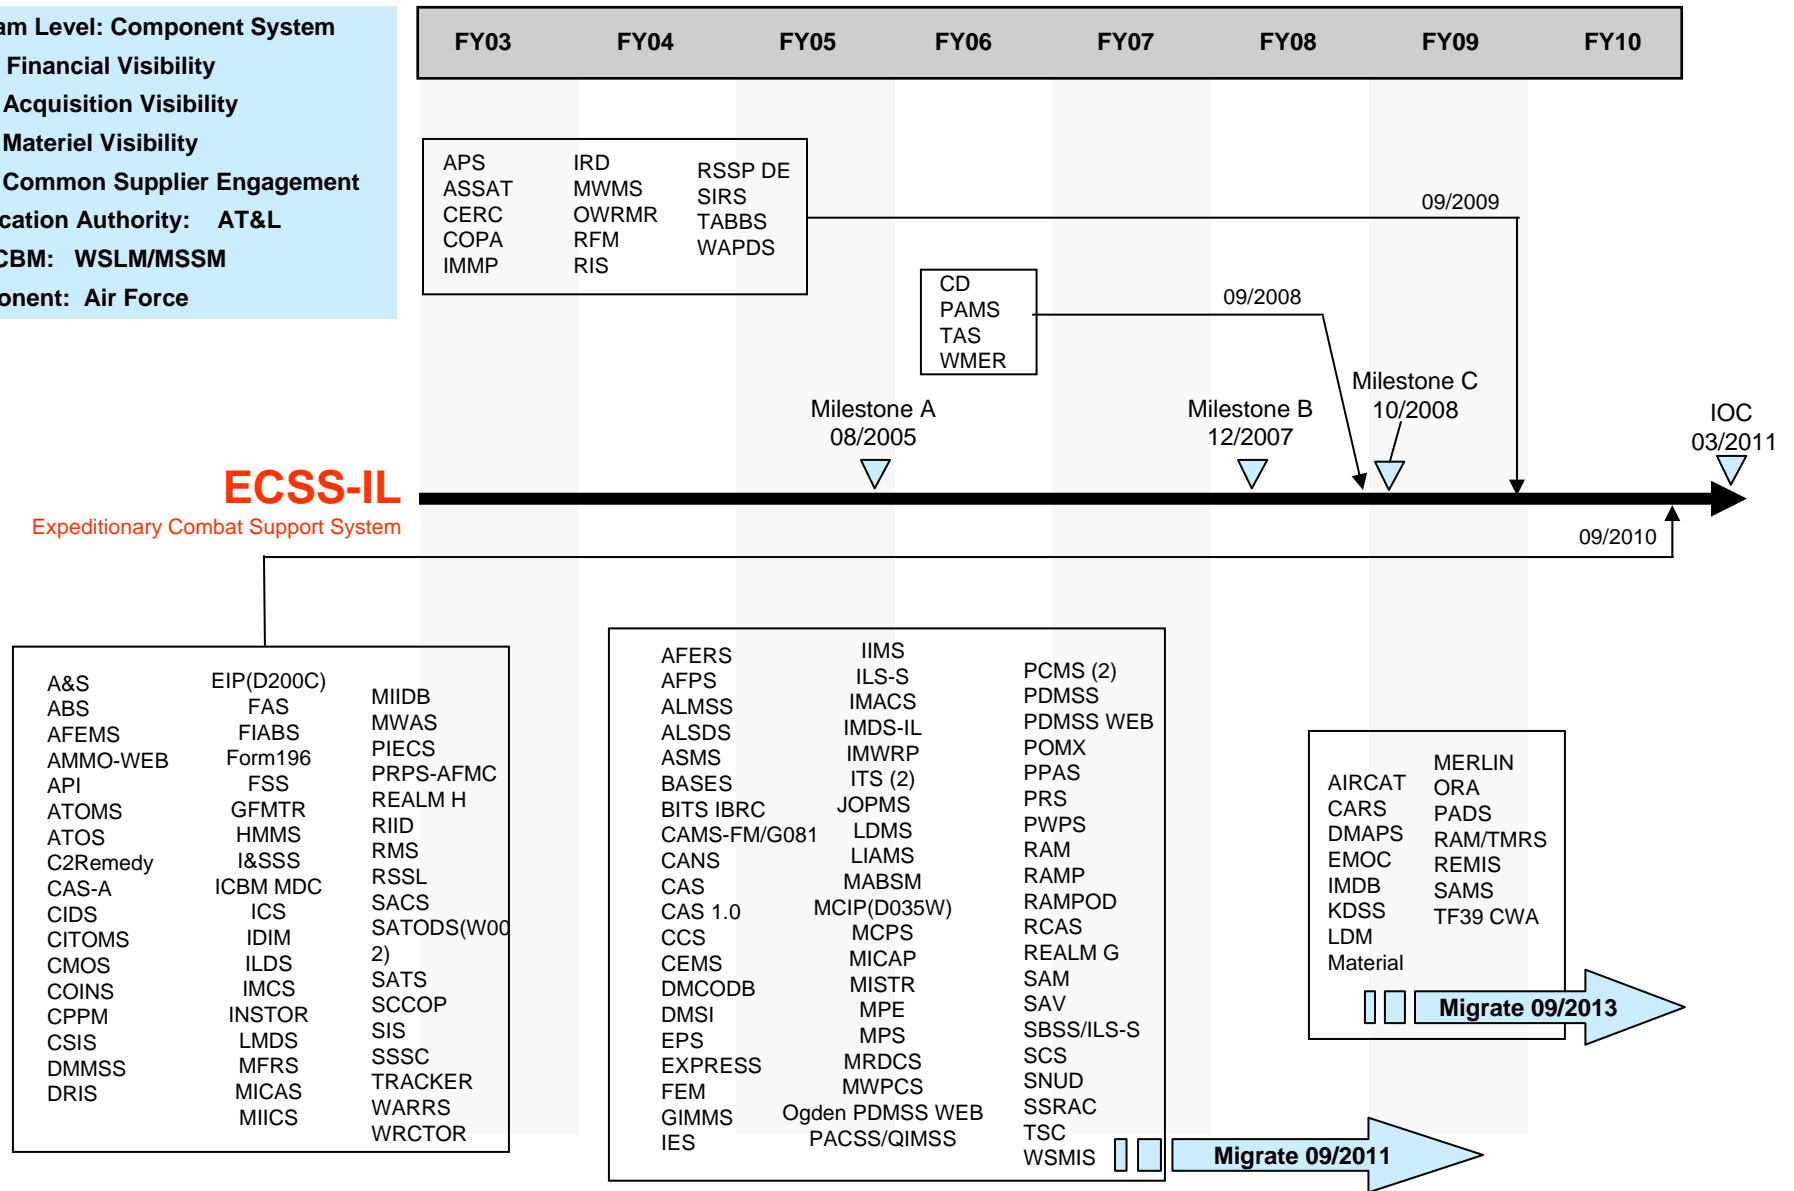 am Level: Component System
Financial Visibility
Acquisition Visibility
Materiel Visibility
Common Supplier Engagement
cation Authority: AT&L
CBM: WSLM/MSSM
onent: Air Force
FY03 FY04 FY05 FY06 FY07 FY08 FY09 FY10
APS
ASSAT
CERC
COPA
IMMP
IRD
MWMS
OWRMR
RFM
RIS
RSSP DE
SIRS
TABBS
WAPDS
09/2009
CD
PAMS
TAS
WMER
09/2008
Milestone A
08/2005
Milestone B
12/2007
Milestone C
10/2008
IOC
03/2011
ECSS-IL
Expeditionary Combat Support System
09/2010
A&S
ABS
AFEMS
AMMO-WEB
API
ATOMS
ATOS
C2Remedy
CAS-A
CIDS
CITOMS
CMOS
COINS
CPPM
CSIS
DMMSS
DRIS
EIP(D200C)
FAS
FIABS
Form196
FSS
GFMTR
HMMS
I&SSS
ICBM MDC
ICS
IDIM
ILDS
IMCS
INSTOR
LMDS
MFRS
MICAS
MIICS
MIIDB
MWAS
PIECS
PRPS-AFMC
REALM H
RIID
RMS
RSSL
SACS
SATODS(W00
2)
SATS
SCCOP
SIS
SSSC
TRACKER
WARRS
WRCTOR
AFERS
AFPS
ALMSS
ALSDS
ASMS
BASES
BITS IBRC
CAMS-FM/G081
CANS
CAS
CAS 1.0
CCS
CEMS
DMCODB
DMSI
EPS
EXPRESS
FEM
GIMMS
IES
IIMS
ILS-S
IMACS
IMDS-IL
IMWRP
ITS (2)
JOPMS
LDMS
LIAMS
MABSM
MCIP(D035W)
MCPS
MICAP
MISTR
MPE
MPS
MRDCS
MWPCS
Ogden PDMSS WEB
PACSS/QIMSS
PCMS (2)
PDMSS
PDMSS WEB
POMX
PPAS
PRS
PWPS
RAM
RAMP
RAMPOD
RCAS
REALM G
SAM
SAV
SBSS/ILS-S
SCS
SNUD
SSRAC
TSC
WSMIS
Migrate 09/2011
AIRCAT
CARS
DMAPS
EMOC
IMDB
KDSS
LDM
Material
MERLIN
ORA
PADS
RAM/TMRS
REMIS
SAMS
TF39 CWA
Migrate 09/2013